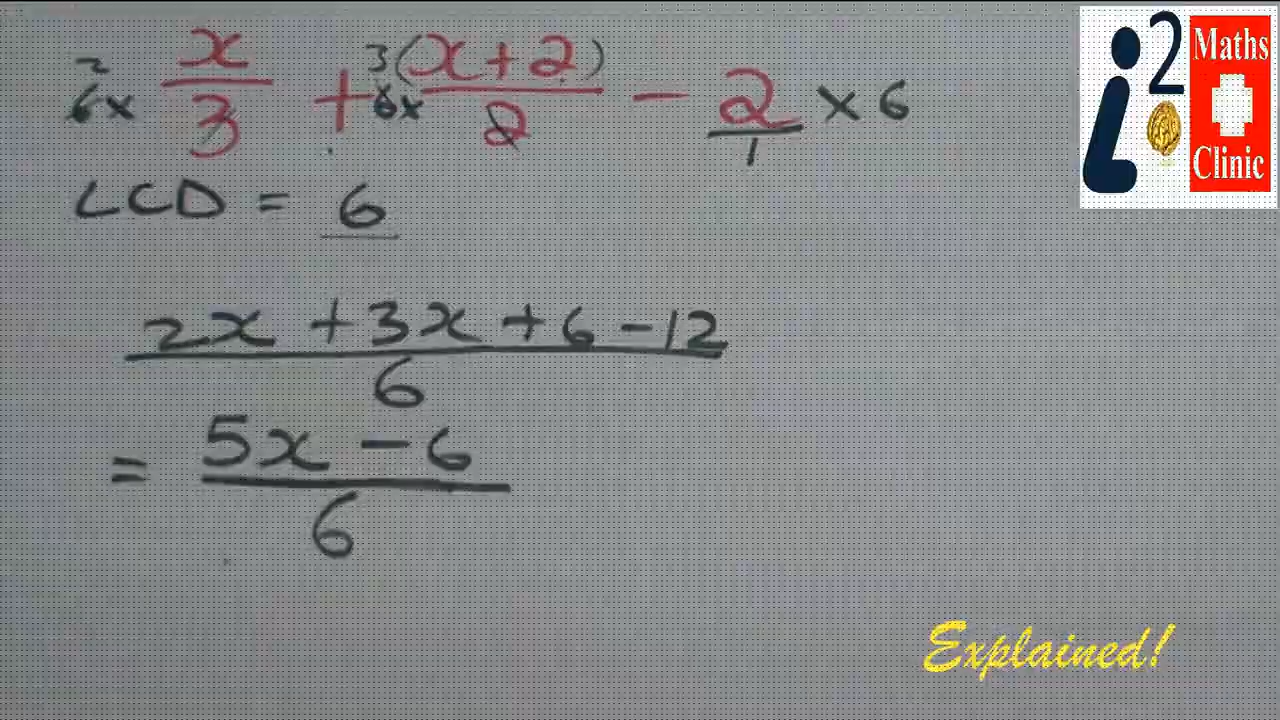 2 3
6x x/3 + 6x (x+2)/2 - 2/1 x 6
LCD = 6
2x + 3x + 6 - 12
6
= 5x - 6
6
i2
Maths
Clinic
Explained!